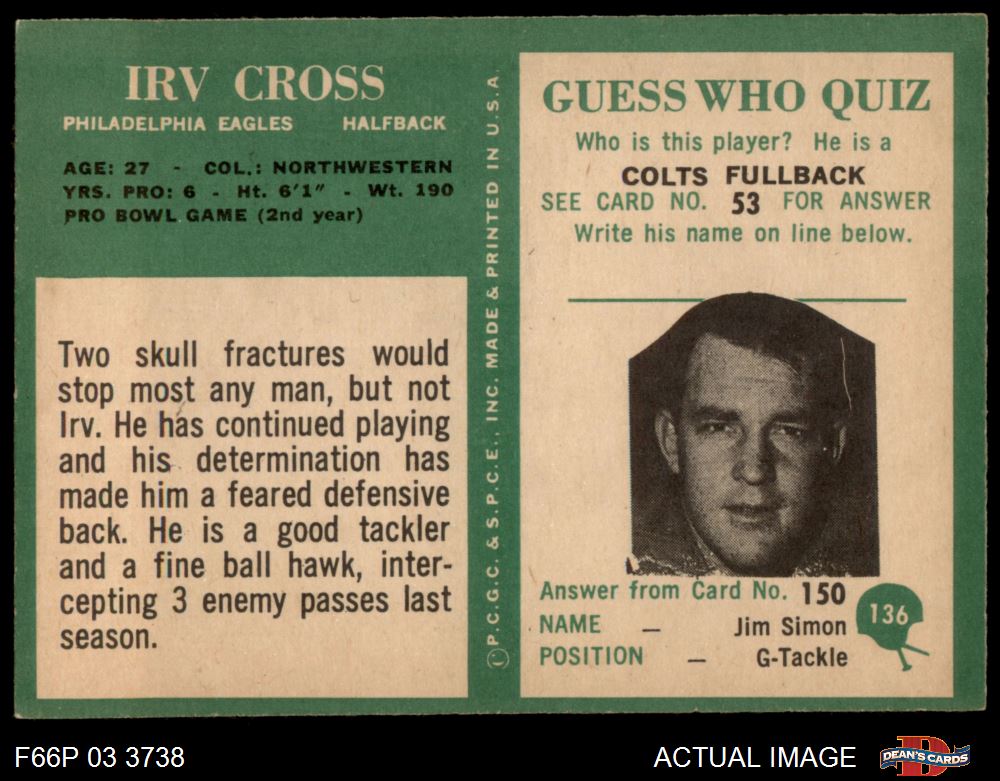 IRV CROSS
PHILADELPHIA EAGLES HALFBACK
AGE: 27 - COL.: NORTHWESTERN
YRS. PRO: 6 - Ht. 6'1" - Wt. 190
PRO BOWL GAME (2nd year)
Two skull fractures would
stop most any man, but not
Irv. He has continued playing
and his determination has
made him a feared defensive
back. He is a good tackler
and a fine ball hawk, inter-
cepting 3 enemy passes last
season.
© P.C.G.C. & S.P.C.E., INC. MADE & PRINTED IN U.S.A.
GUESS WHO QUIZ
Who is this player? He is a
COLTS FULLBACK
SEE CARD NO. 53 FOR ANSWER
Write his name on line below.
Answer from Card No. 150
NAME – Jim Simon
POSITION – G-Tackle
136
F66P 03 3738
ACTUAL IMAGE
DEAN'S CARDS